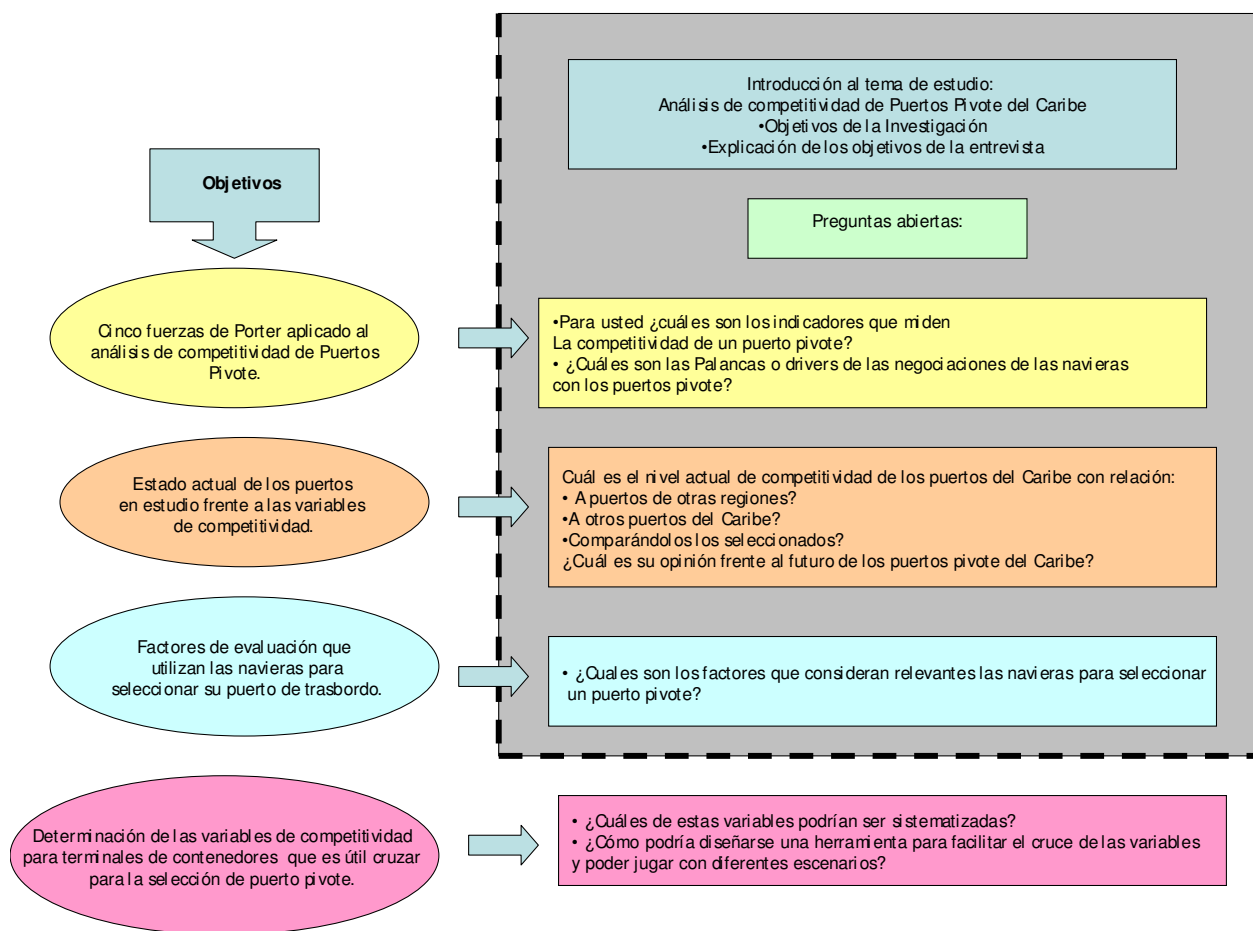 Introducción al tema de estudio:
Análisis de competitividad de Puertos Pivote del Caribe
•Objetivos de la Investigación
•Explicación de los objetivos de la entrevista
Objetivos
Preguntas abiertas:
Cinco fuerzas de Porter aplicado al
análisis de competitividad de Puertos
Pivote.
•Para usted ¿cuáles son los indicadores que miden
La competitividad de un puerto pivote?
• ¿Cuáles son las Palancas o drivers de las negociaciones de las navieras
con los puertos pivote?
Estado actual de los puertos
en estudio frente a las variables
de competitividad.
Cuál es el nivel actual de competitividad de los puertos del Caribe con relación:
• A puertos de otras regiones?
•A otros puertos del Caribe?
•Comparándolos los seleccionados?
¿Cuál es su opinión frente al futuro de los puertos pivote del Caribe?
Factores de evaluación que
utilizan las navieras para
seleccionar su puerto de trasbordo.
• ¿Cuales son los factores que consideran relevantes las navieras para seleccionar
un puerto pivote?
Determinación de las variables de competitividad
para terminales de contenedores que es útil cruzar
para la selección de puerto pivote.
• ¿Cuáles de estas variables podrían ser sistematizadas?
• ¿Cómo podría diseñarse una herramienta para facilitar el cruce de las variables
y poder jugar con diferentes escenarios?